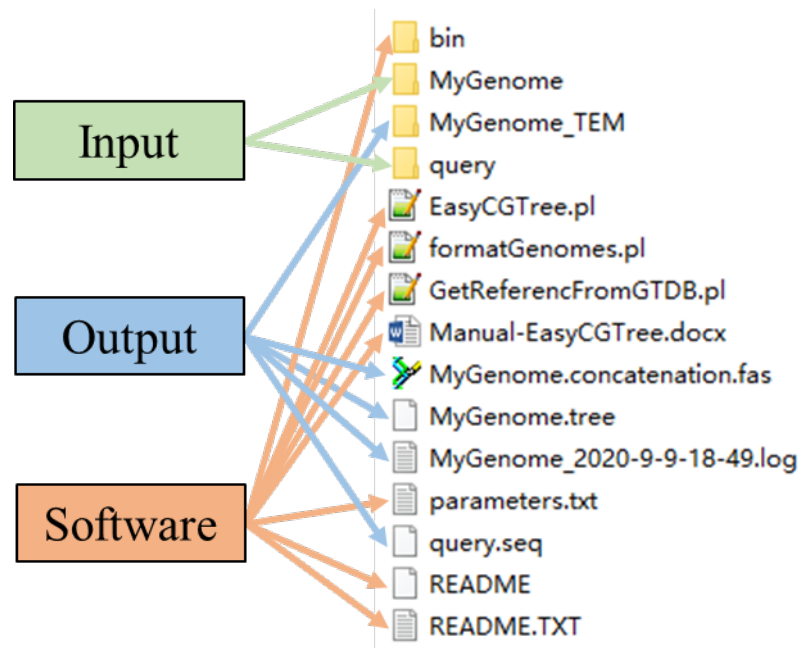 Input
Output
Software
bin
MyGenome
MyGenome_TEM
query
EasyCGTree.pl
formatGenomes.pl
GetReferencFromGTDB.pl
Manual-EasyCGTree.docx
MyGenome.concatenation.fas
MyGenome.tree
MyGenome_2020-9-9-18-49.log
parameters.txt
query.seq
README
README.TXT